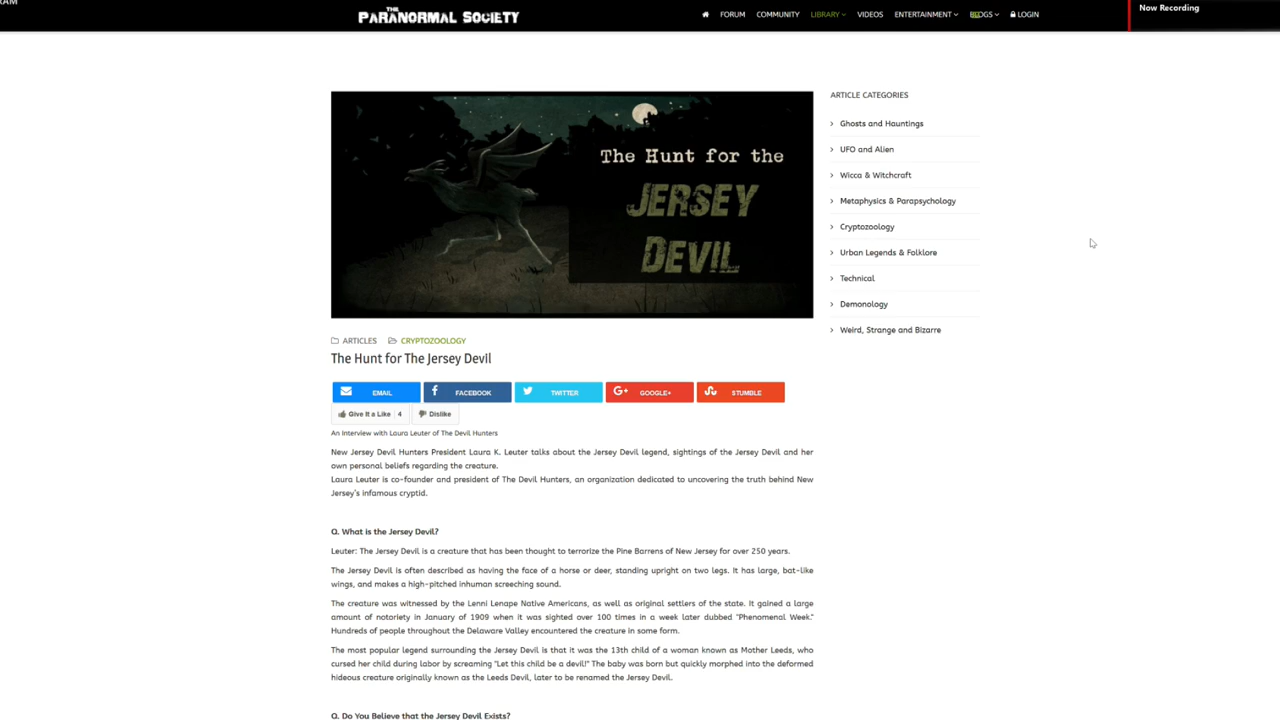 RAM
THE
PARANORMAL SOCIETY
FORUM COMMUNITY LIBRARY VIDEOS ENTERTAINMENT BLOGS LOGIN
Now Recording
The Hunt for the
JERSEY
DEVIL
ARTICLE CATEGORIES
Ghosts and Hauntings
UFO and Alien
Wicca & Witchcraft
Metaphysics & Parapsychology
Cryptozoology
Urban Legends & Folklore
Technical
Demonology
Weird, Strange and Bizarre
ARTICLES CRYPTOZOOLOGY
The Hunt for The Jersey Devil
EMAIL FACEBOOK TWITTER G+ GOOGLE+ STUMBLE
Give It a Like 4 Dislike
An Interview with Laura Leuter of The Devil Hunters
New Jersey Devil Hunters President Laura K. Leuter talks about the Jersey Devil legend, sightings of the Jersey Devil and her
own personal beliefs regarding the creature.
Laura Leuter is co-founder and president of The Devil Hunters, an organization dedicated to uncovering the truth behind New
Jersey's infamous cryptid.
Q. What is the Jersey Devil?
Leuter: The Jersey Devil is a creature that has been thought to terrorize the Pine Barrens of New Jersey for over 250 years.
The Jersey Devil is often described as having the face of a horse or deer, standing upright on two legs. It has large, bat-like
wings, and makes a high-pitched inhuman screeching sound.
The creature was witnessed by the Lenni Lenape Native Americans, as well as original settlers of the state. It gained a large
amount of notoriety in January of 1909 when it was sighted over 100 times in a week later dubbed "Phenomenal Week."
Hundreds of people throughout the Delaware Valley encountered the creature in some form.
The most popular legend surrounding the Jersey Devil is that it was the 13th child of a woman known as Mother Leeds, who
cursed her child during labor by screaming "Let this child be a devil!" The baby was born but quickly morphed into the deformed
hideous creature originally known as the Leeds Devil, later to be renamed the Jersey Devil.
Q. Do You Believe that the Jersey Devil Exists?